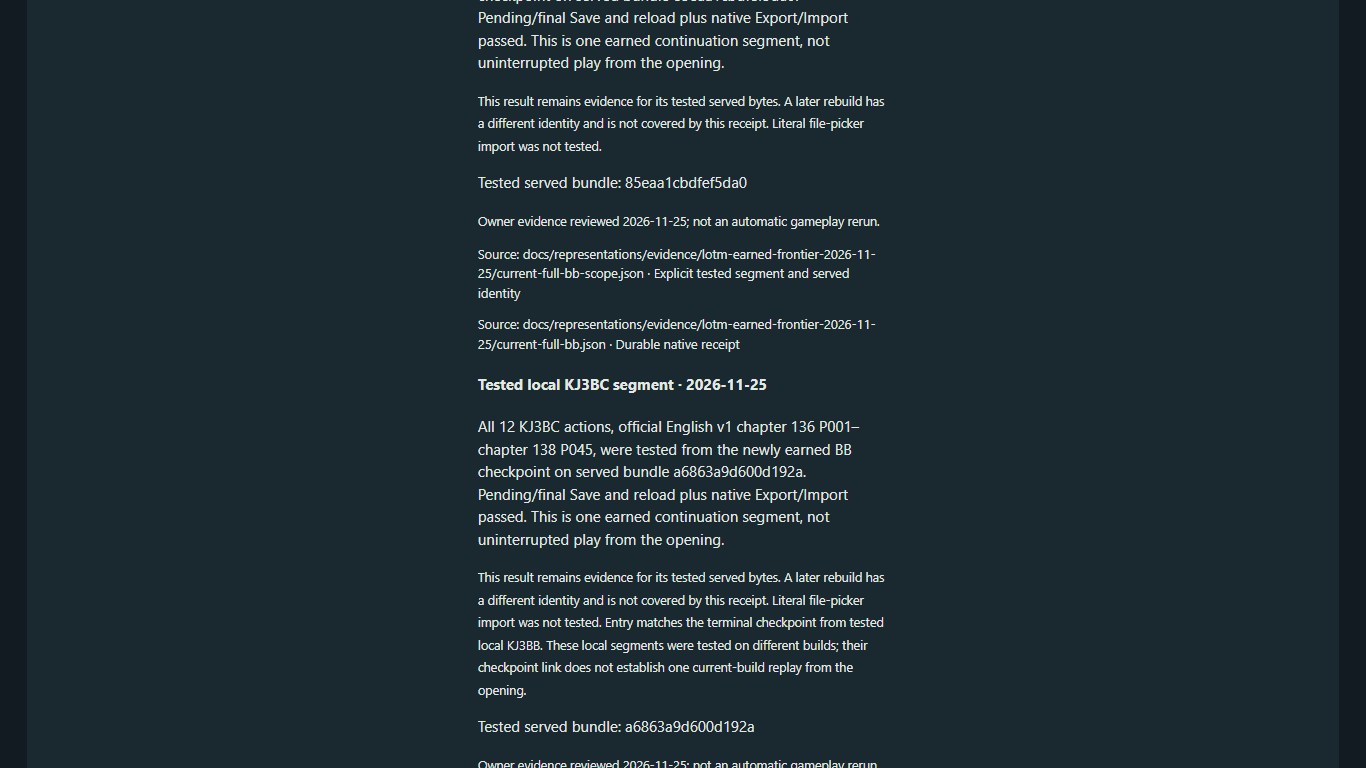 Pending/final Save and reload plus native Export/Import
passed. This is one earned continuation segment, not
uninterrupted play from the opening.
This result remains evidence for its tested served bytes. A later rebuild has
a different identity and is not covered by this receipt. Literal file-picker
import was not tested.
Tested served bundle: 85eaa1cbdfef5da0
Owner evidence reviewed 2026-11-25; not an automatic gameplay rerun.
Source: docs/representations/evidence/lotm-earned-frontier-2026-11-
25/current-full-bb-scope.json · Explicit tested segment and served
identity
Source: docs/representations/evidence/lotm-earned-frontier-2026-11-
25/current-full-bb.json · Durable native receipt
Tested local KJ3BC segment · 2026-11-25
All 12 KJ3BC actions, official English v1 chapter 136 P001–
chapter 138 P045, were tested from the newly earned BB
checkpoint on served bundle a6863a9d600d192a.
Pending/final Save and reload plus native Export/Import
passed. This is one earned continuation segment, not
uninterrupted play from the opening.
This result remains evidence for its tested served bytes. A later rebuild has
a different identity and is not covered by this receipt. Literal file-picker
import was not tested. Entry matches the terminal checkpoint from tested
local KJ3BB. These local segments were tested on different builds; their
checkpoint link does not establish one current-build replay from the
opening.
Tested served bundle: a6863a9d600d192a
Owner evidence reviewed 2026-11-25; not an automatic gameplay rerun.